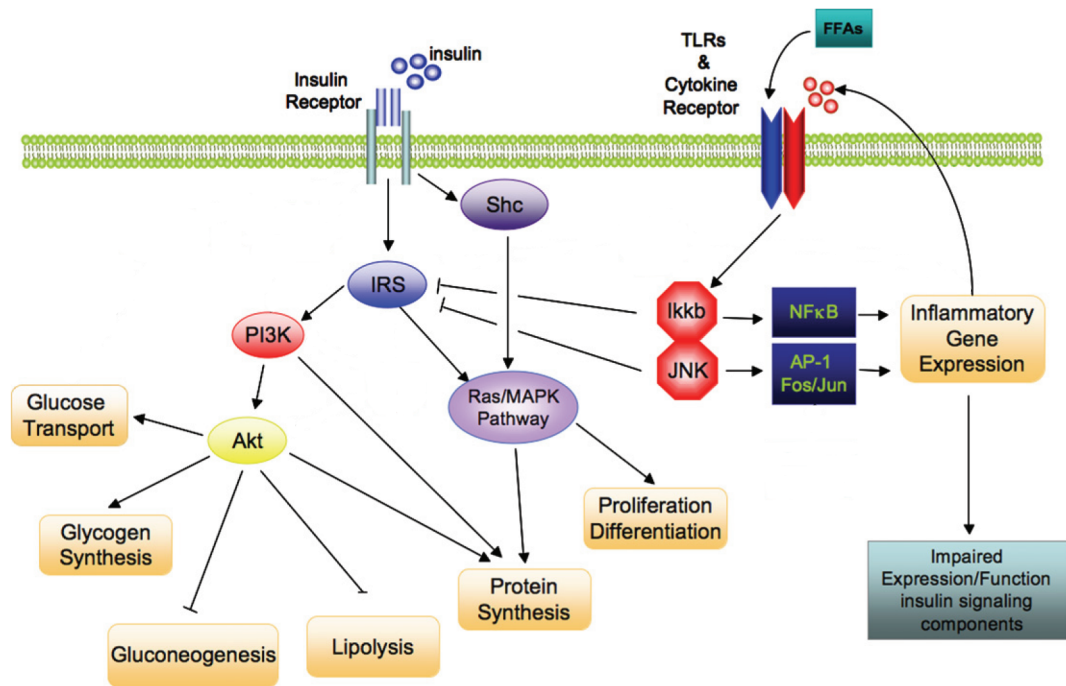 FFAs
TLRs
&
Cytokine
Receptor
insulin
Insulin
Receptor
Shc
IRS
Ikkb
NFκB
Inflammatory
Gene
Expression
PI3K
JNK
AP-1
Fos/Jun
Ras/MAPK
Pathway
Glucose
Transport
Akt
Proliferation
Differentiation
Glycogen
Synthesis
Protein
Synthesis
Impaired
Expression/Function
insulin signaling
components
Gluconeogenesis
Lipolysis